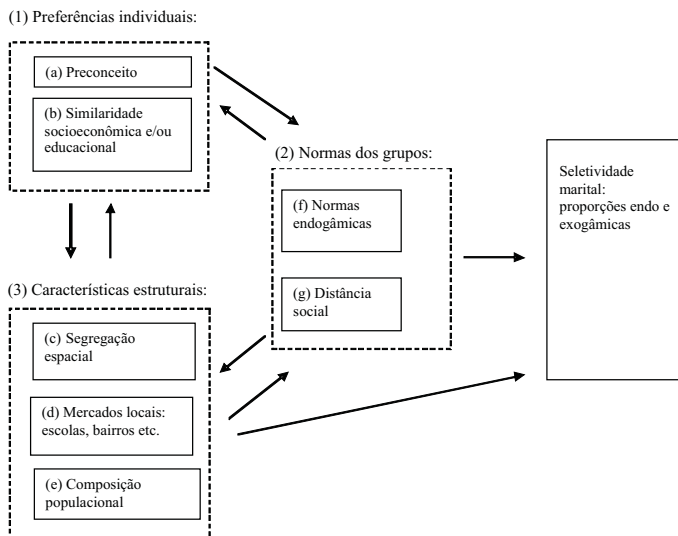 (1) Preferências individuais:
(a) Preconceito
(b) Similaridade
socioeconômica e/ou
educacional
(2) Normas dos grupos:
(f) Normas
endogâmicas
(g) Distância
social
Seletividade
marital:
proporções endo e
exogâmicas
(3) Características estruturais:
(c) Segregação
espacial
(d) Mercados locais:
escolas, bairros etc.
(e) Composição
populacional